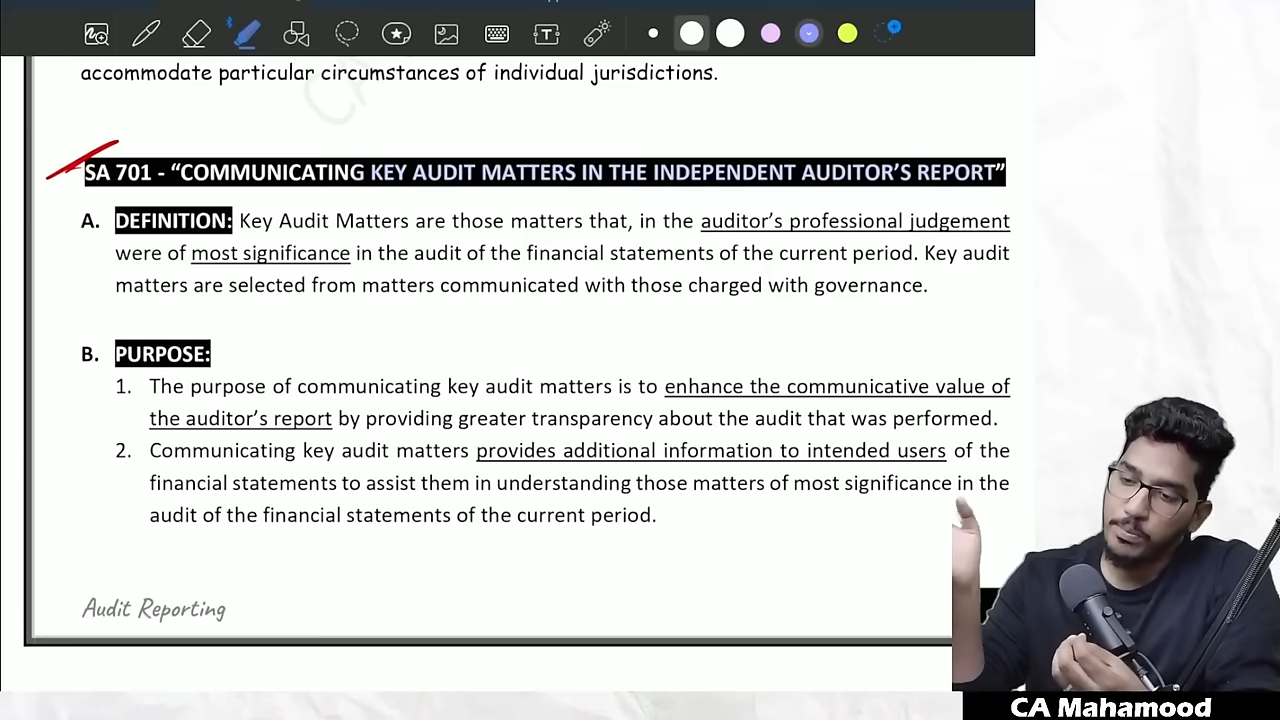 accommodate particular circumstances of individual jurisdictions.
CA
SA 701 - “COMMUNICATING KEY AUDIT MATTERS IN THE INDEPENDENT AUDITOR’S REPORT”
A. DEFINITION: Key Audit Matters are those matters that, in the auditor’s professional judgement
were of most significance in the audit of the financial statements of the current period. Key audit
matters are selected from matters communicated with those charged with governance.
B. PURPOSE:
1. The purpose of communicating key audit matters is to enhance the communicative value of
the auditor’s report by providing greater transparency about the audit that was performed.
2. Communicating key audit matters provides additional information to intended users of the
financial statements to assist them in understanding those matters of most significance in the
audit of the financial statements of the current period.
Audit Reporting
CA Mahamood